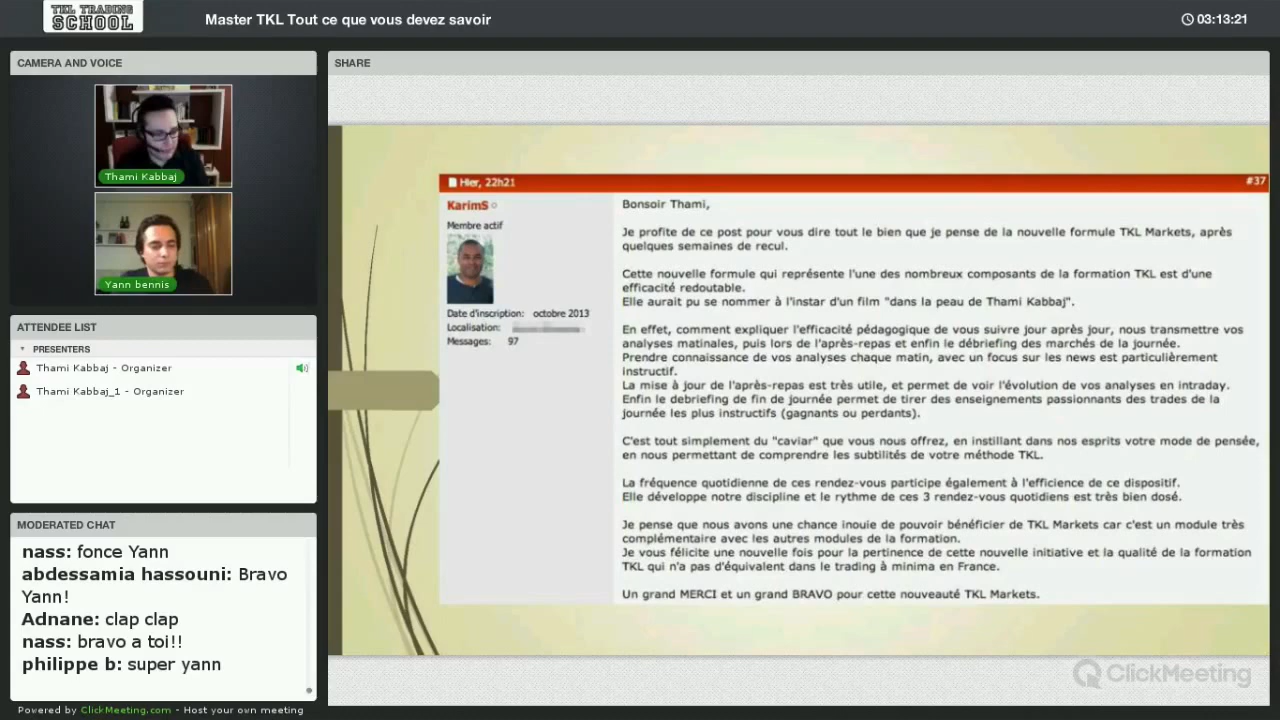 TKL TRADING
SCHOOL
Master TKL Tout ce que vous devez savoir
03:13:21
CAMERA AND VOICE
Thami Kabbaj
Yann bennis
ATTENDEE LIST
PRESENTERS
Thami Kabbaj - Organizer
Thami Kabbaj_1 - Organizer
MODERATED CHAT
nass: fonce Yann
abdessamia hassouni: Bravo
Yann!
Adnane: clap clap
nass: bravo a toi!!
philippe b: super yann
Powered by ClickMeeting.com - Host your own meeting
SHARE
Hier, 22h21
#37
KarimS
Membre actif
Date d'inscription: octobre 2013
Localisation:
Messages: 97
Bonsoir Thami,
Je profite de ce post pour vous dire tout le bien que je pense de la nouvelle formule TKL Markets, après
quelques semaines de recul.
Cette nouvelle formule qui représente l'une des nombreux composants de la formation TKL est d'une
efficacité redoutable.
Elle aurait pu se nommer à l'instar d'un film "dans la peau de Thami Kabbaj".
En effet, comment expliquer l'efficacité pédagogique de vous suivre jour après jour, nous transmettre vos
analyses matinales, puis lors de l'après-repas et enfin le débriefing des marchés de la journée.
Prendre connaissance de vos analyses chaque matin, avec un focus sur les news est particulièrement
instructif.
La mise à jour de l'après-repas est très utile, et permet de voir l'évolution de vos analyses en intraday.
Enfin le debriefing de fin de journée permet de tirer des enseignements passionnants des trades de la
journée les plus instructifs (gagnants ou perdants).
C'est tout simplement du "caviar" que vous nous offrez, en instillant dans nos esprits votre mode de pensée,
en nous permettant de comprendre les subtilités de votre méthode TKL.
La fréquence quotidienne de ces rendez-vous participe également à l'efficience de ce dispositif.
Elle développe notre discipline et le rythme de ces 3 rendez-vous quotidiens est très bien dosé.
Je pense que nous avons une chance inouie de pouvoir bénéficier de TKL Markets car c'est un module très
complémentaire avec les autres modules de la formation.
Je vous félicite une nouvelle fois pour la pertinence de cette nouvelle initiative et la qualité de la formation
TKL qui n'a pas d'équivalent dans le trading à minima en France.
Un grand MERCI et un grand BRAVO pour cette nouveauté TKL Markets.
ClickMeeting